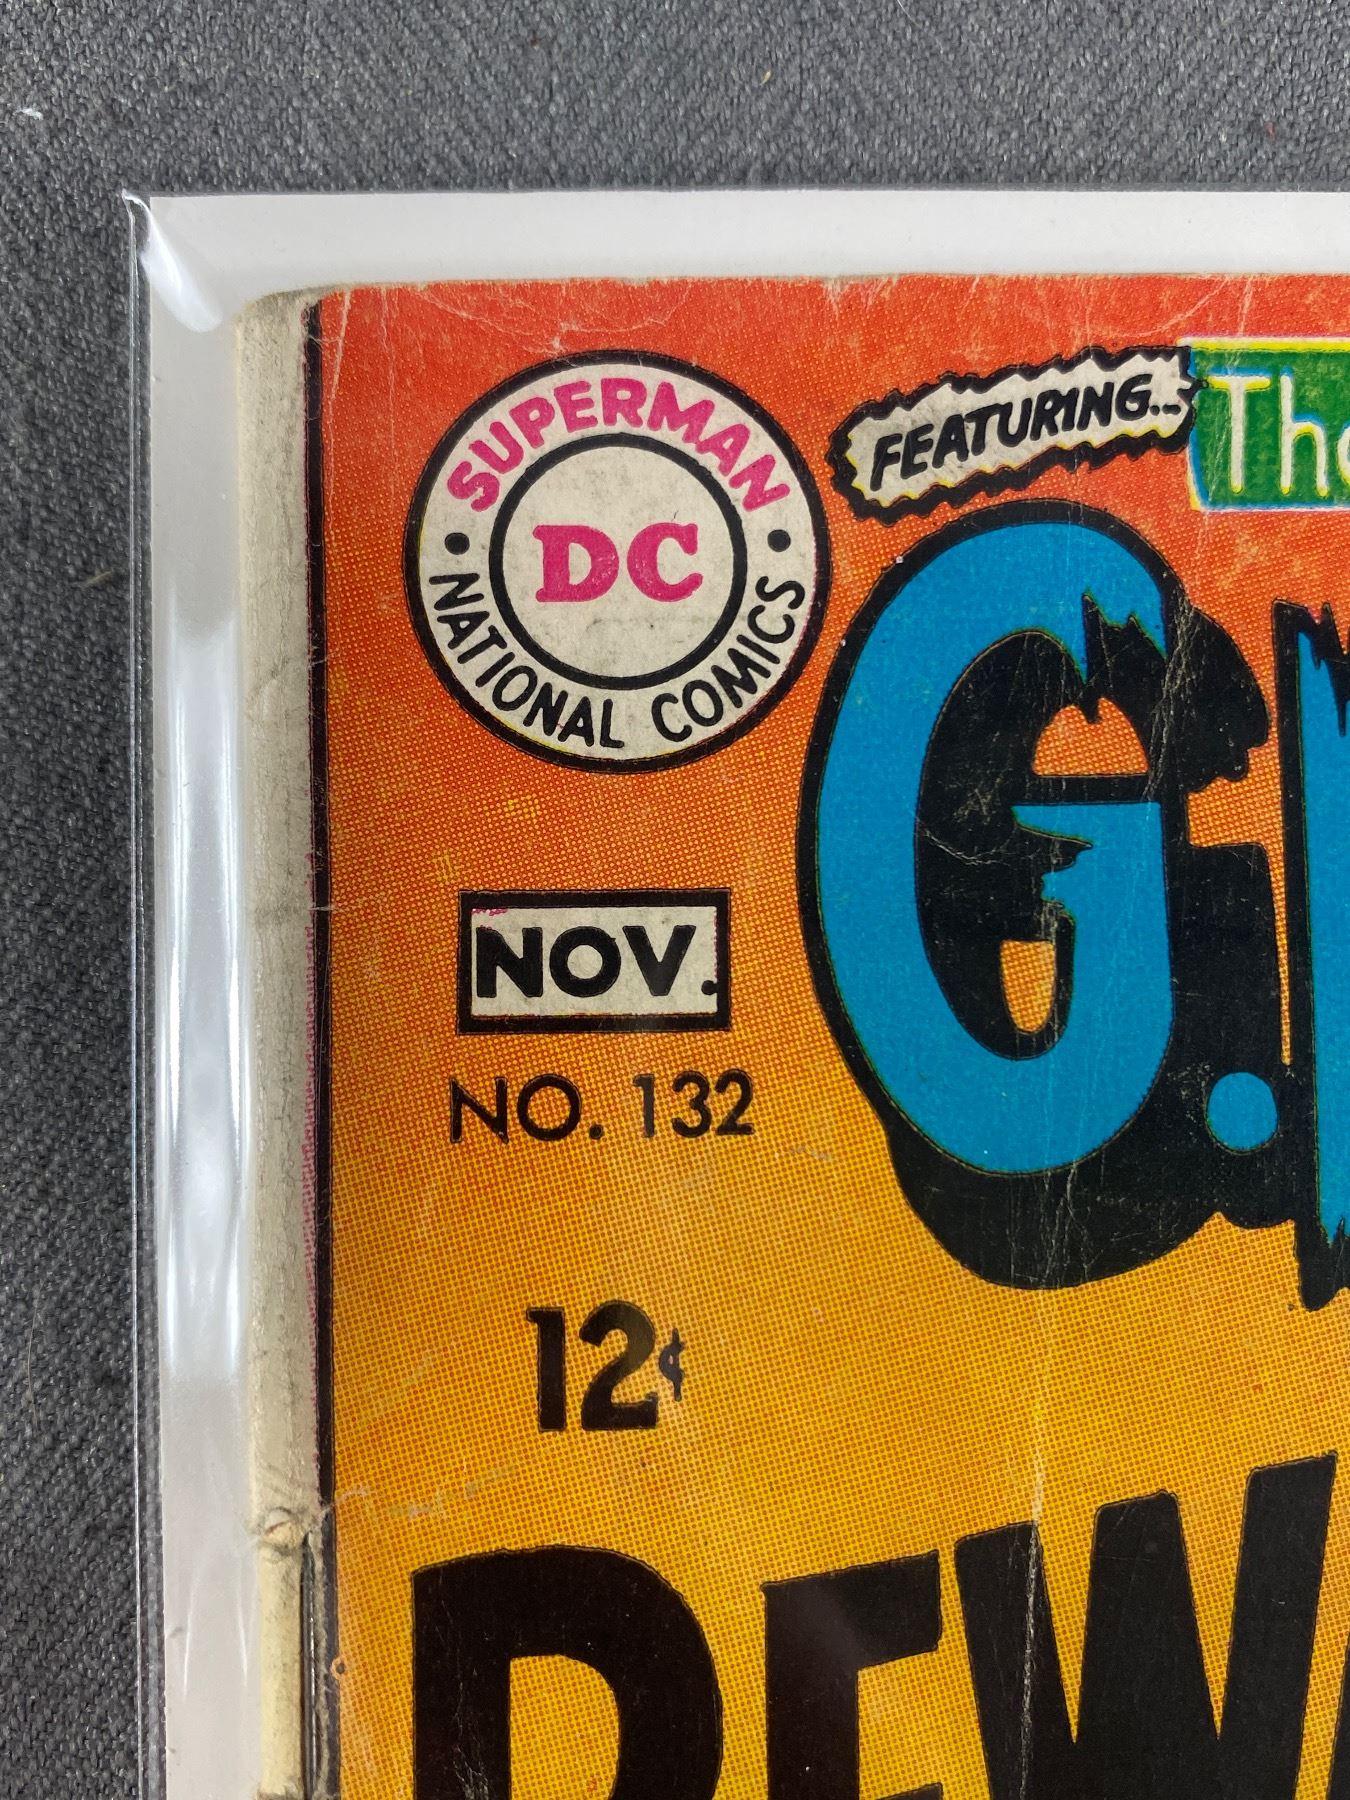 SUPERMAN
DC
NATIONAL COMICS
FEATURING...
G.
NOV.
NO. 132
12¢